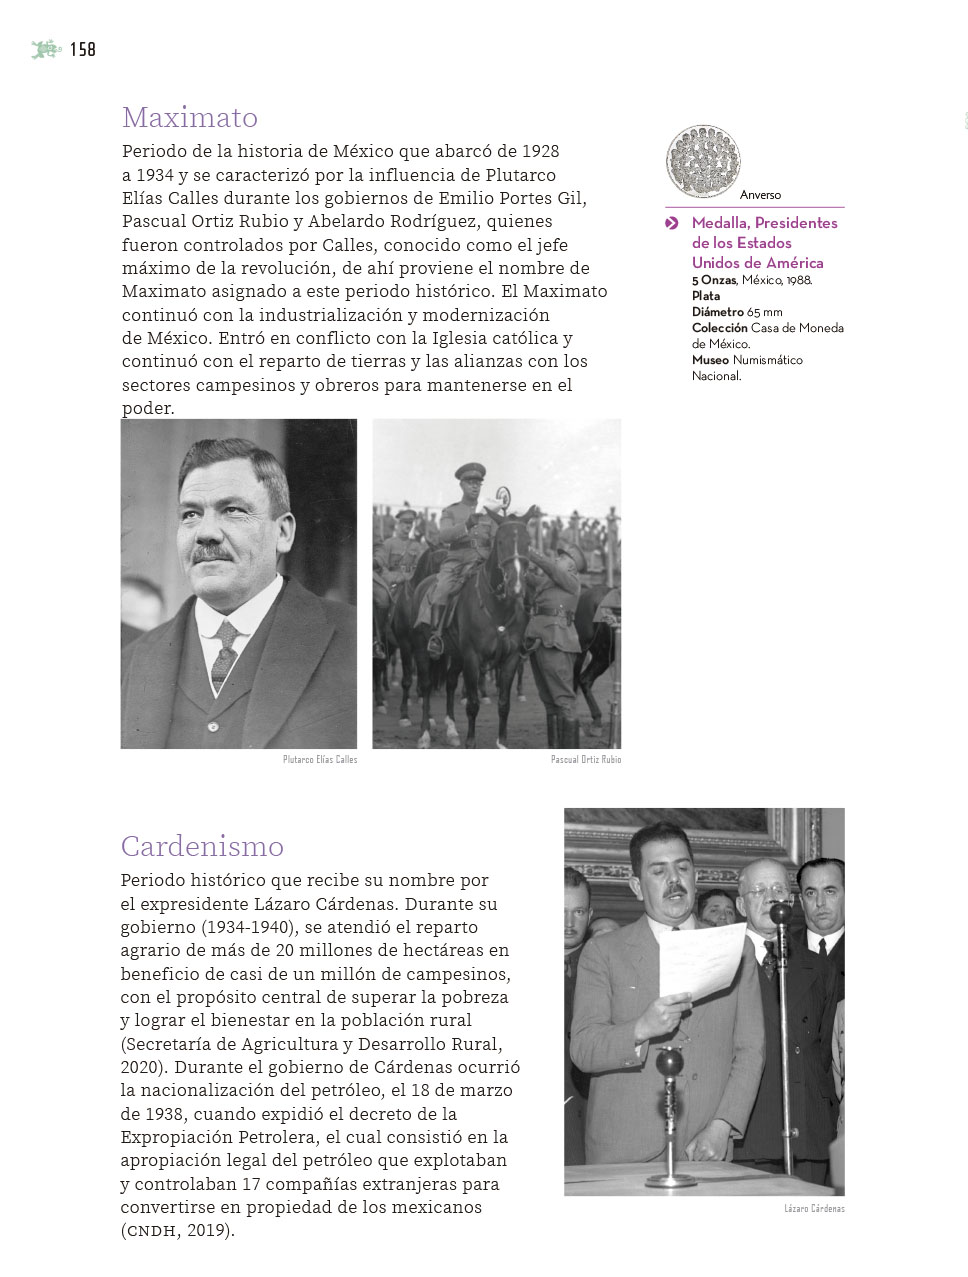 158
Maximato
Periodo de la historia de México que abarcó de 1928
a 1934 y se caracterizó por la influencia de Plutarco
Elías Calles durante los gobiernos de Emilio Portes Gil,
Pascual Ortiz Rubio y Abelardo Rodríguez, quienes
fueron controlados por Calles, conocido como el jefe
máximo de la revolución, de ahí proviene el nombre de
Maximato asignado a este periodo histórico. El Maximato
continuó con la industrialización y modernización
de México. Entró en conflicto con la Iglesia católica y
continuó con el reparto de tierras y las alianzas con los
sectores campesinos y obreros para mantenerse en el
poder.
Anverso
Medalla, Presidentes
de los Estados
Unidos de América
5 Onzas, México, 1988.
Plata
Diámetro 65 mm
Colección Casa de Moneda
de México.
Museo Numismático
Nacional.
Plutarco Elías Calles
Pascual Ortiz Rubio
Cardenismo
Periodo histórico que recibe su nombre por
el expresidente Lázaro Cárdenas. Durante su
gobierno (1934-1940), se atendió el reparto
agrario de más de 20 millones de hectáreas en
beneficio de casi de un millón de campesinos,
con el propósito central de superar la pobreza
y lograr el bienestar en la población rural
(Secretaría de Agricultura y Desarrollo Rural,
2020). Durante el gobierno de Cárdenas ocurrió
la nacionalización del petróleo, el 18 de marzo
de 1938, cuando expidió el decreto de la
Expropiación Petrolera, el cual consistió en la
apropiación legal del petróleo que explotaban
y controlaban 17 compañías extranjeras para
convertirse en propiedad de los mexicanos
(CNDH, 2019).
Lázaro Cárdenas